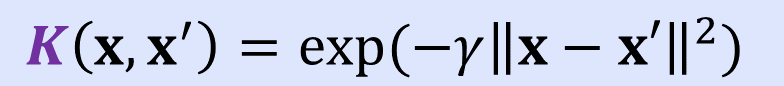 K(x, x′) = exp(−γ‖x − x′‖²)